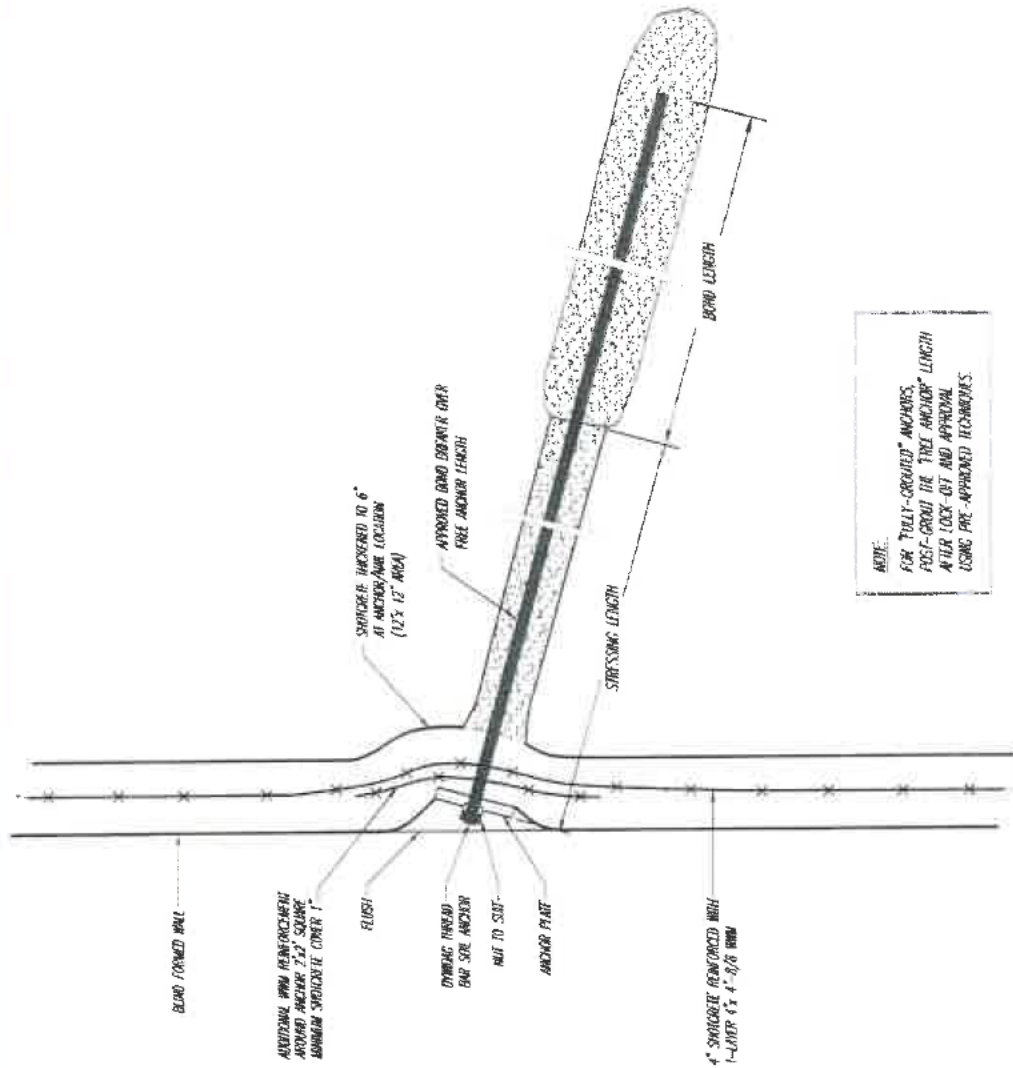 BLIND FORMED WALL
ADDITIONAL WWM REINFORCEMENT
AROUND ANCHOR 2'x2' SQUARE
MINIMUM SHOTCRETE COVER 1"
FLUSH
DYWIDAG THREAD
BAR SOIL ANCHOR
NUT TO SUIT
ANCHOR PLATE
4" SHOTCRETE REINFORCED WITH
1-LAYER 4"x 4"-8/8 WWM
SHOTCRETE THICKENED TO 6"
AT ANCHOR/NAIL LOCATION
(12"x 12" AREA)
APPROVED BOND BREAKER OVER
FREE ANCHOR LENGTH
STRESSING LENGTH
BOND LENGTH
NOTE:
FOR "FULLY-GROUTED" ANCHORS,
POST-GROUT THE "FREE ANCHOR" LENGTH
AFTER LOCK-OFF AND APPROVAL
USING PRE-APPROVED TECHNIQUES.